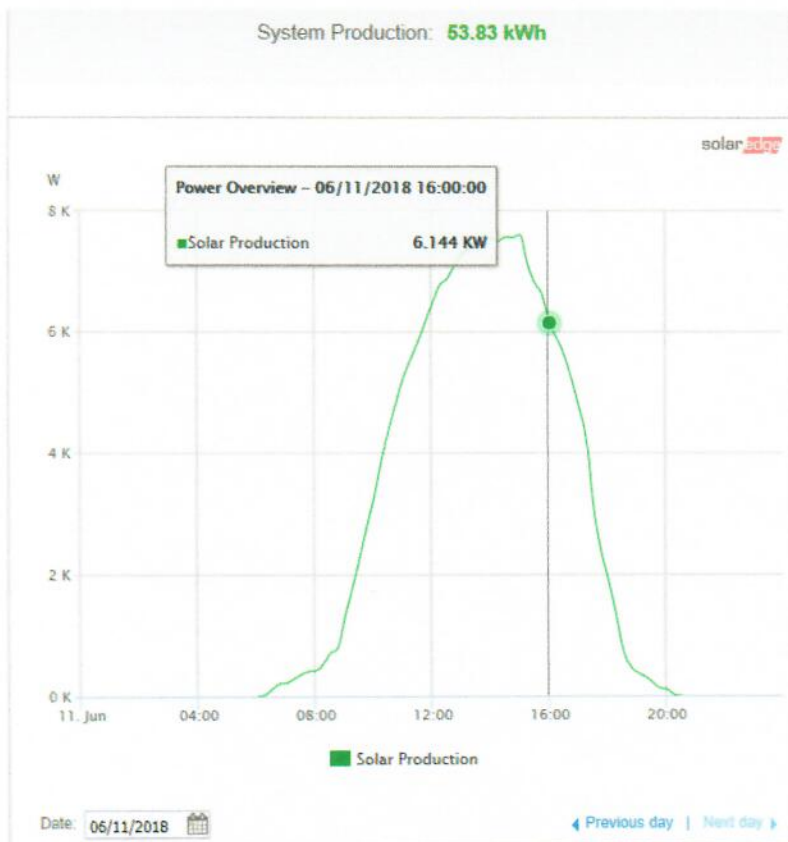 System Production: 53.83 kWh
solaredge
W
Power Overview – 06/11/2018 16:00:00
Solar Production 6.144 KW
8 K
6 K
4 K
2 K
0 K
11. Jun 04:00 08:00 12:00 16:00 20:00
Solar Production
Date: 06/11/2018 Previous day | Next day